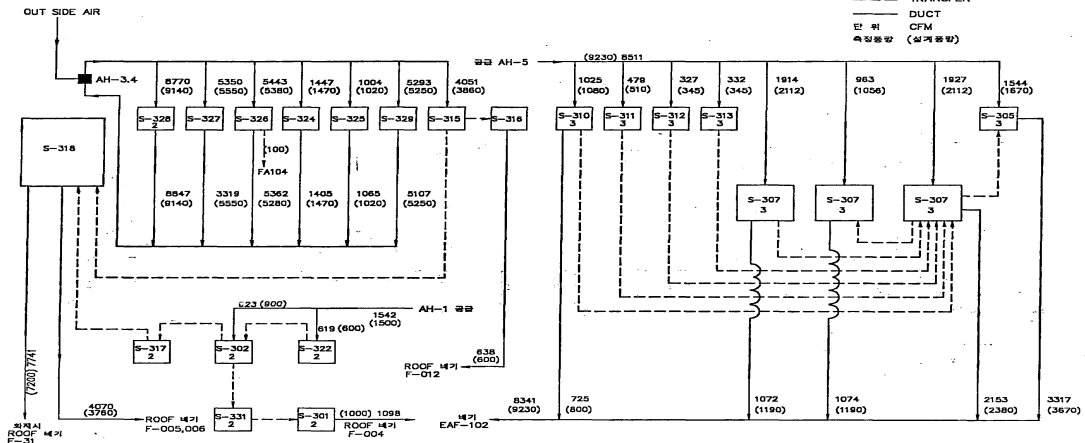 TRANSFER
DUCT
단 위 CFM
측정풍량 (설계풍량)
OUT SIDE AIR
AH-3.4
8770
(9140)
5350
(5550)
5443
(5380)
1447
(1470)
1004
(1020)
5293
(5250)
4051
(3860)
S-328
2
S-327
S-326
S-324
S-325
S-329
S-315
S-316
(100)
FA104
S-318
8847
(9140)
3319
(5550)
5362
(5280)
1405
(1470)
1065
(1020)
5107
(5250)
공급 AH-5
(9230) 8511
1025
(1080)
479
(510)
327
(345)
332
(345)
1914
(2112)
963
(1056)
1927
(2112)
1544
(1670)
S-310
3
S-311
3
S-312
3
S-313
3
S-305
3
S-307
3
S-307
3
S-307
3
623 (600)
AH-1 공급
1542
(1500)
619 (600)
S-317
2
S-302
2
S-322
2
638
(600)
ROOF 배기
F-012
(7200) 7741
4070
(3760)
화재시
ROOF 배기
F-31
ROOF 배기
F-005,006
S-331
2
S-301
2
(1000) 1098
ROOF 배기
F-004
8341
(9230)
배기
EAF-102
725
(800)
1072
(1190)
1074
(1190)
2153
(2380)
3317
(3670)